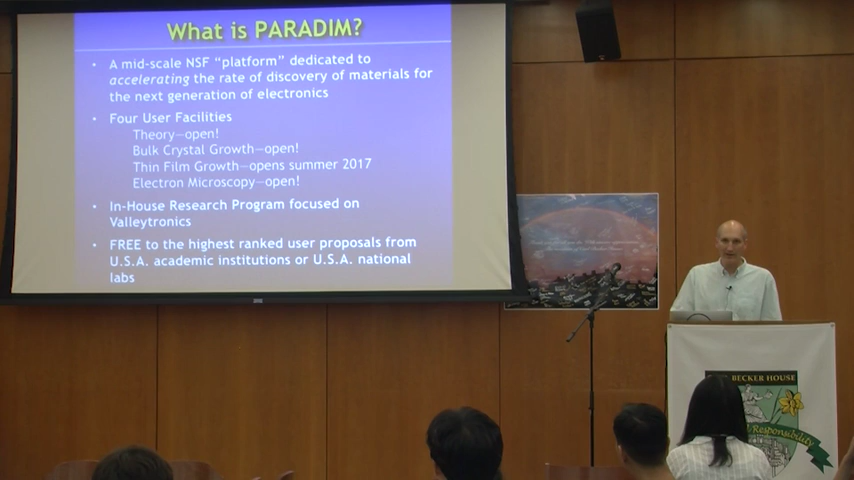 What is PARADIM?
• A mid-scale NSF “platform” dedicated to
accelerating the rate of discovery of materials for
the next generation of electronics
• Four User Facilities
Theory—open!
Bulk Crystal Growth—open!
Thin Film Growth—opens summer 2017
Electron Microscopy—open!
• In-House Research Program focused on
Valleytronics
• FREE to the highest ranked user proposals from
U.S.A. academic institutions or U.S.A. national
labs
BECKER HOUSE
Responsibility